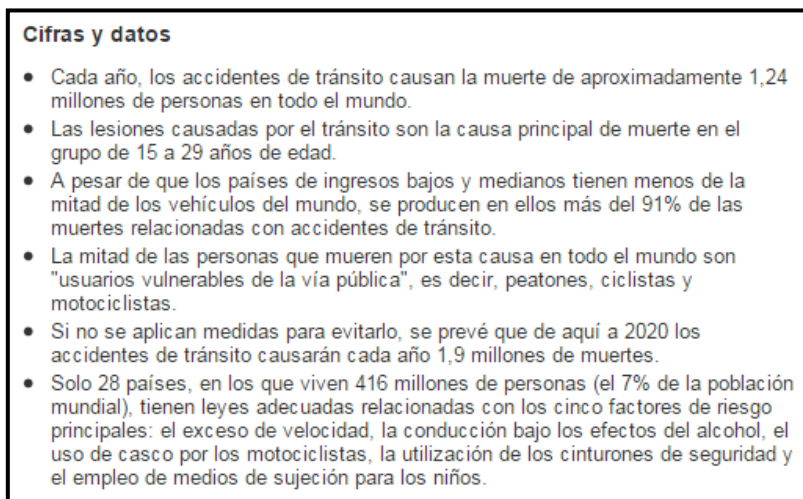 Cifras y datos
● Cada año, los accidentes de tránsito causan la muerte de aproximadamente 1,24
millones de personas en todo el mundo.
● Las lesiones causadas por el tránsito son la causa principal de muerte en el
grupo de 15 a 29 años de edad.
● A pesar de que los países de ingresos bajos y medianos tienen menos de la
mitad de los vehículos del mundo, se producen en ellos más del 91% de las
muertes relacionadas con accidentes de tránsito.
● La mitad de las personas que mueren por esta causa en todo el mundo son
"usuarios vulnerables de la vía pública", es decir, peatones, ciclistas y
motociclistas.
● Si no se aplican medidas para evitarlo, se prevé que de aquí a 2020 los
accidentes de tránsito causarán cada año 1,9 millones de muertes.
● Solo 28 países, en los que viven 416 millones de personas (el 7% de la población
mundial), tienen leyes adecuadas relacionadas con los cinco factores de riesgo
principales: el exceso de velocidad, la conducción bajo los efectos del alcohol, el
uso de casco por los motociclistas, la utilización de los cinturones de seguridad y
el empleo de medios de sujeción para los niños.